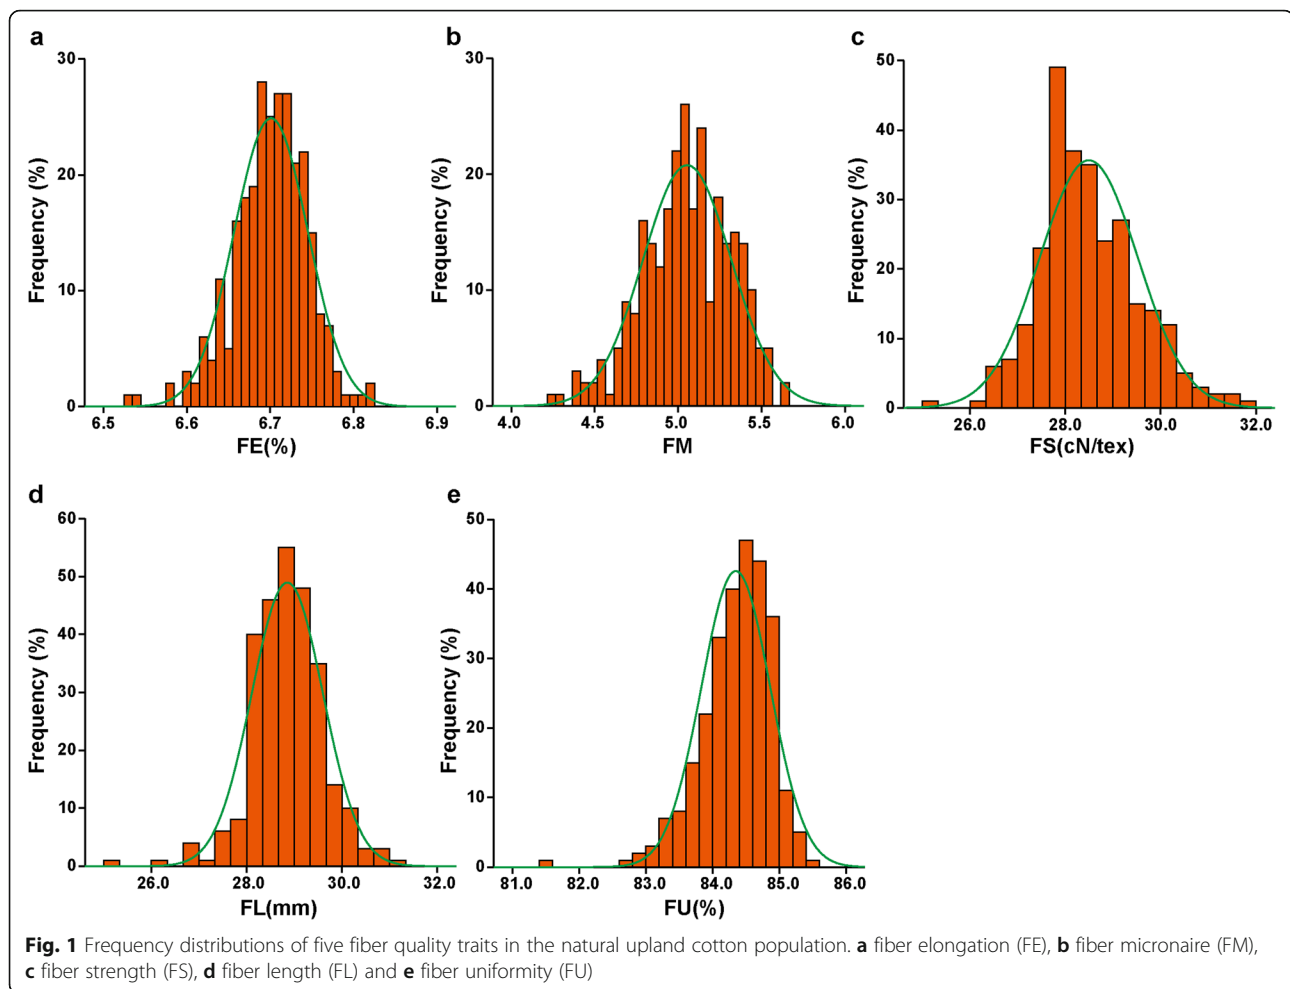 a
b
c
30
20
10
0
Frequency (%)
6.5 6.6 6.7 6.8 6.9
FE(%)
30
20
10
0
Frequency (%)
4.0 4.5 5.0 5.5 6.0
FM
50
40
30
20
10
0
Frequency (%)
26.0 28.0 30.0 32.0
FS(cN/tex)
d
e
60
50
40
30
20
10
0
Frequency (%)
26.0 28.0 30.0 32.0
FL(mm)
50
40
30
20
10
0
Frequency (%)
81.0 82.0 83.0 84.0 85.0 86.0
FU(%)
Fig. 1 Frequency distributions of five fiber quality traits in the natural upland cotton population. a fiber elongation (FE), b fiber micronaire (FM),
c fiber strength (FS), d fiber length (FL) and e fiber uniformity (FU)